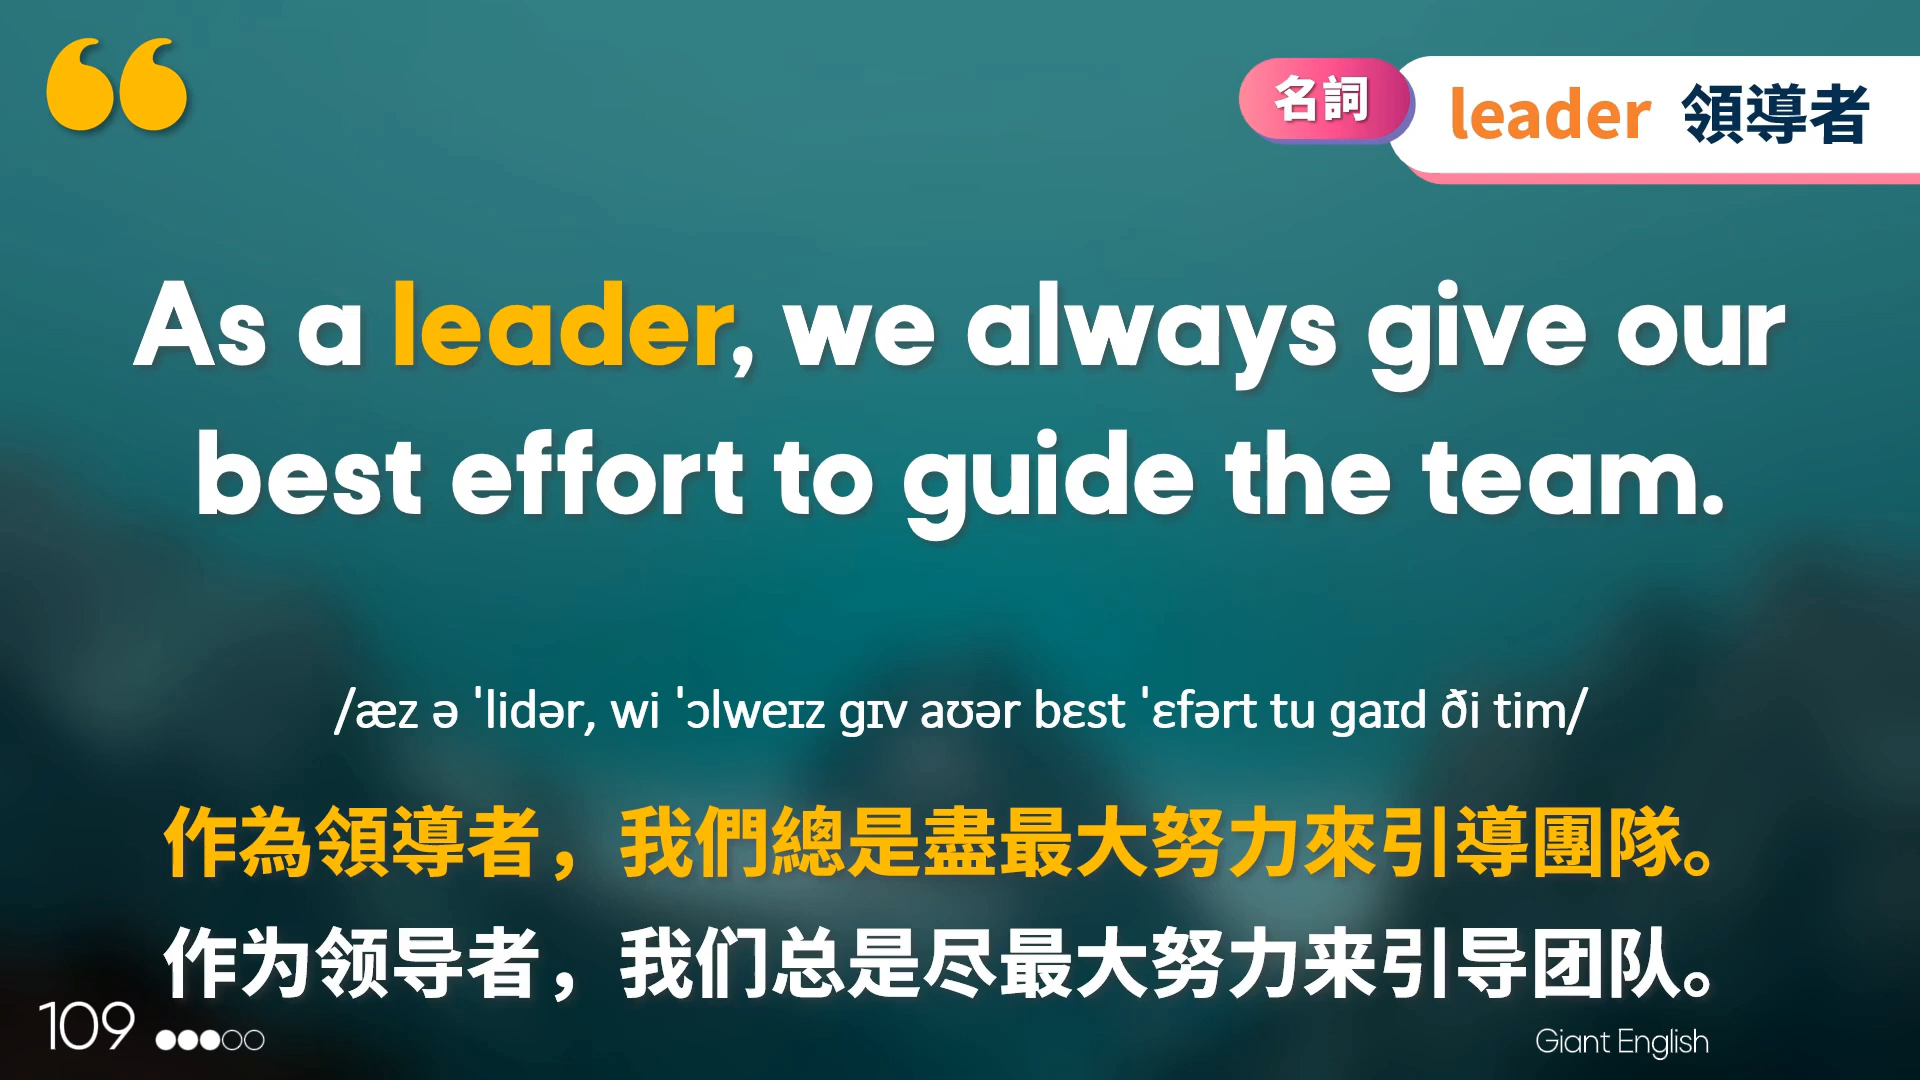 名詞 leader 領導者
As a leader, we always give our
best effort to guide the team.
/æz ə ˈlidər, wi ˈɔlweɪz gɪv aʊər bɛst ˈɛfərt tu gaɪd ði tim/
作為領導者，我們總是盡最大努力來引導團隊。
作为领导者，我们总是尽最大努力来引导团队。
109
Giant English